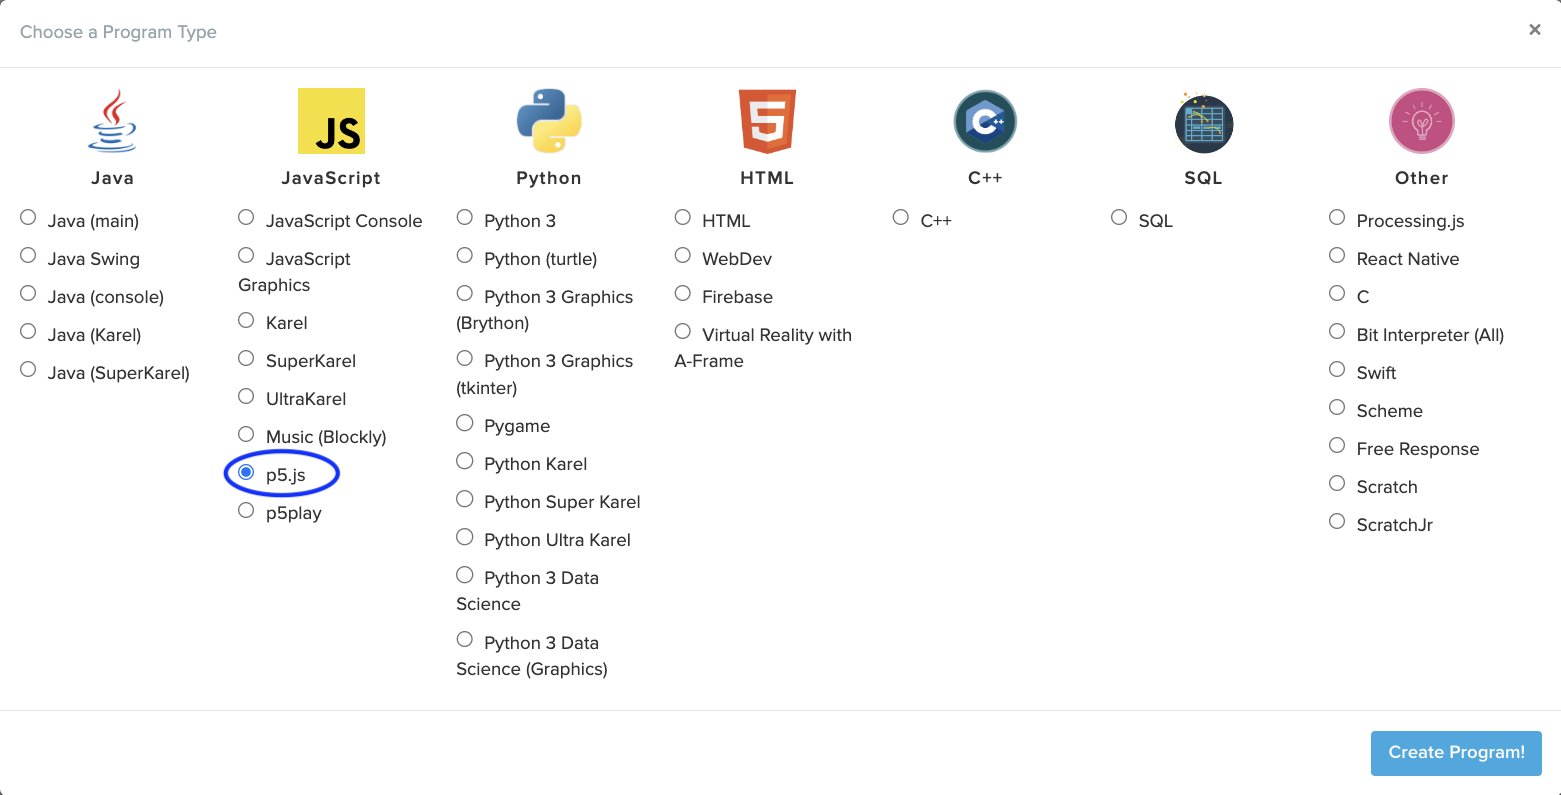 Choose a Program Type
×
Java
Java (main)
Java Swing
Java (console)
Java (Karel)
Java (SuperKarel)
JS
JavaScript
JavaScript Console
JavaScript
Graphics
Karel
SuperKarel
UltraKarel
Music (Blockly)
p5.js
p5play
Python
Python 3
Python (turtle)
Python 3 Graphics
(Brython)
Python 3 Graphics
(tkinter)
Pygame
Python Karel
Python Super Karel
Python Ultra Karel
Python 3 Data
Science
Python 3 Data
Science (Graphics)
5
HTML
HTML
WebDev
Firebase
Virtual Reality with
A-Frame
C++
C++
C++
SQL
SQL
Other
Processing.js
React Native
C
Bit Interpreter (All)
Swift
Scheme
Free Response
Scratch
ScratchJr
Create Program!